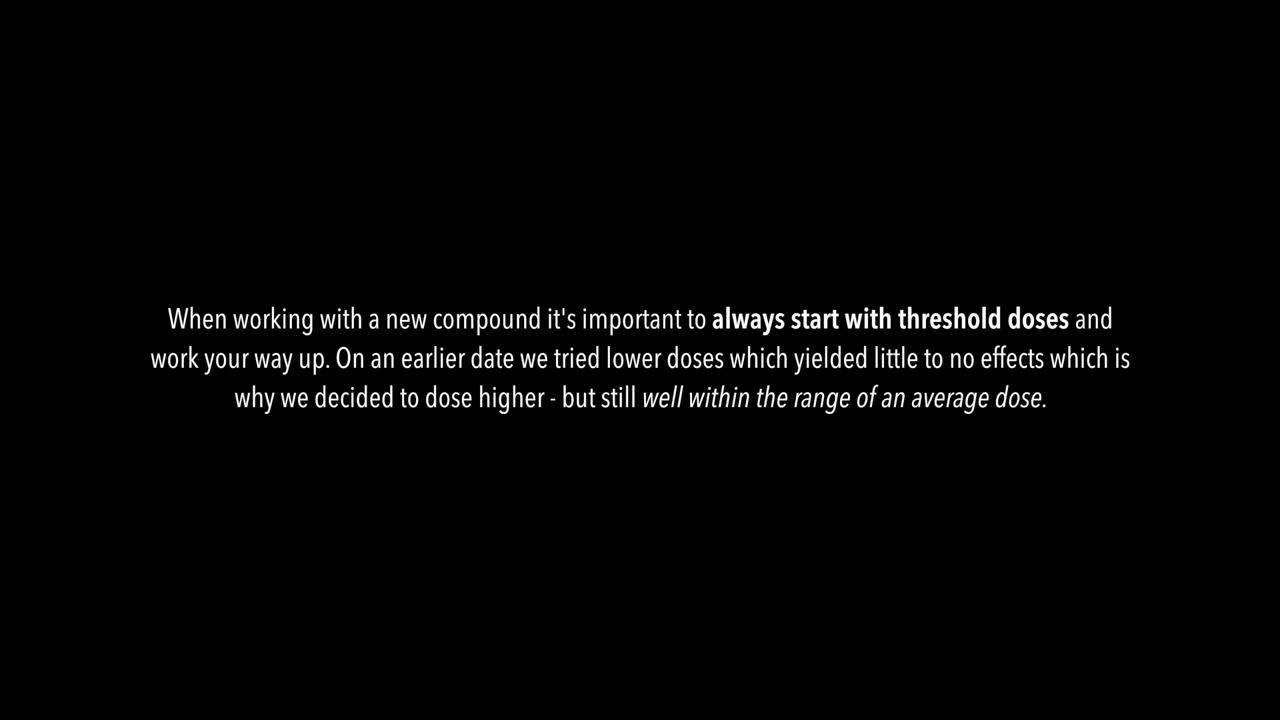 When working with a new compound it's important to always start with threshold doses and
work your way up. On an earlier date we tried lower doses which yielded little to no effects which is
why we decided to dose higher - but still well within the range of an average dose.